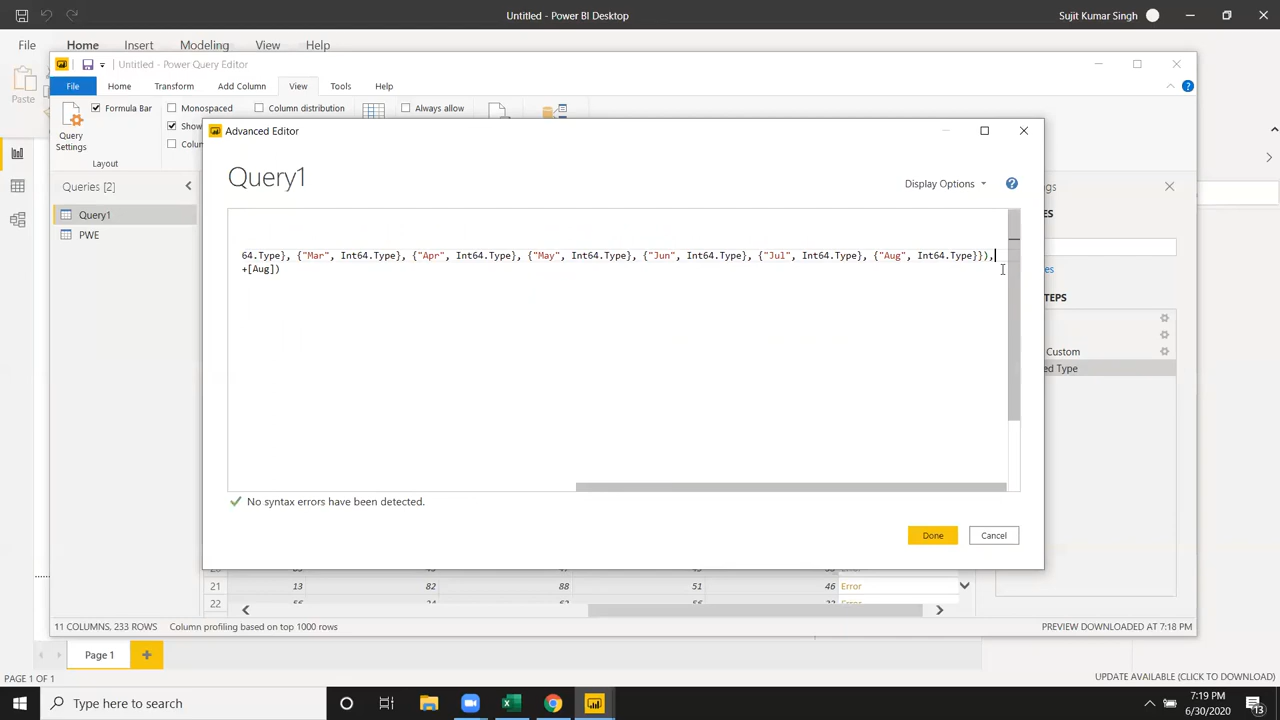 Untitled - Power BI Desktop
Sujit Kumar Singh
File Home Insert Modeling View Help
Paste
Untitled - Power Query Editor
File Home Transform Add Column View Tools Help
Query
Settings
Layout
Formula Bar
Monospaced
Column distribution
Always allow
Show
Colu
Queries [2]
Query1
PWE
Advanced Editor
Query1
Display Options
64.Type}, {"Mar", Int64.Type}, {"Apr", Int64.Type}, {"May", Int64.Type}, {"Jun", Int64.Type}, {"Jul", Int64.Type}, {"Aug", Int64.Type}}),
+[Aug])
No syntax errors have been detected.
Done
Cancel
Custom
ed Type
21 13 82 88 51 46 Error
22
11 COLUMNS, 233 ROWS
Column profiling based on top 1000 rows
PREVIEW DOWNLOADED AT 7:18 PM
Page 1
PAGE 1 OF 1
UPDATE AVAILABLE (CLICK TO DOWNLOAD)
Type here to search
7:19 PM
6/30/2020